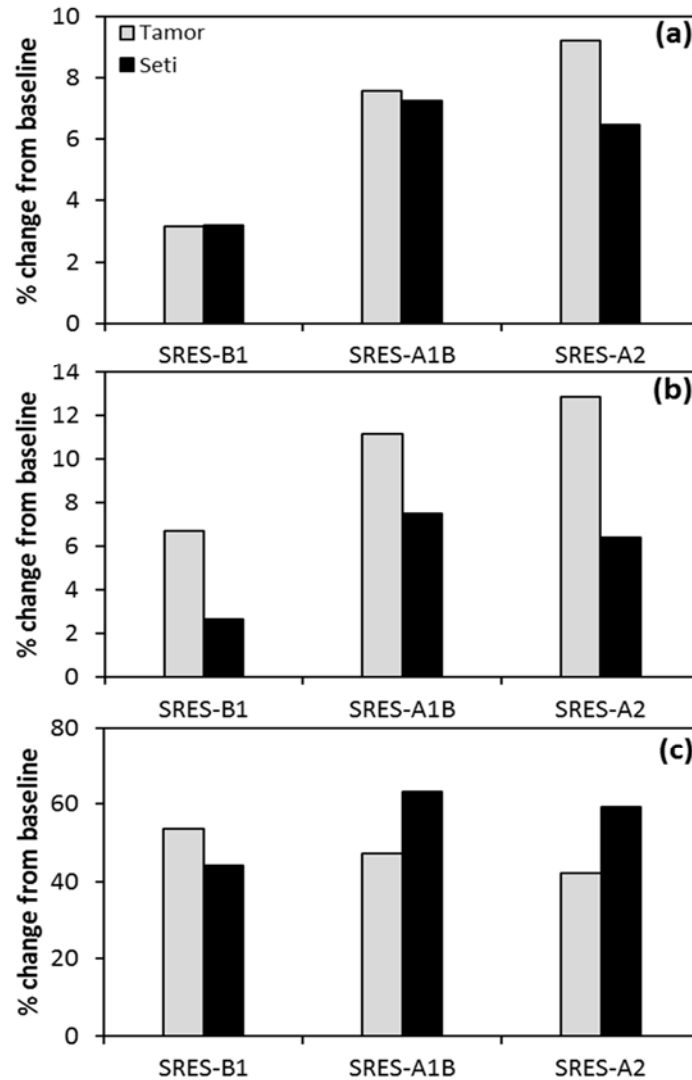 (a)
Tamor
Seti
% change from baseline
10
8
6
4
2
0
SRES-B1 SRES-A1B SRES-A2
(b)
% change from baseline
14
12
10
8
6
4
2
0
SRES-B1 SRES-A1B SRES-A2
(c)
% change from baseline
80
60
40
20
0
SRES-B1 SRES-A1B SRES-A2